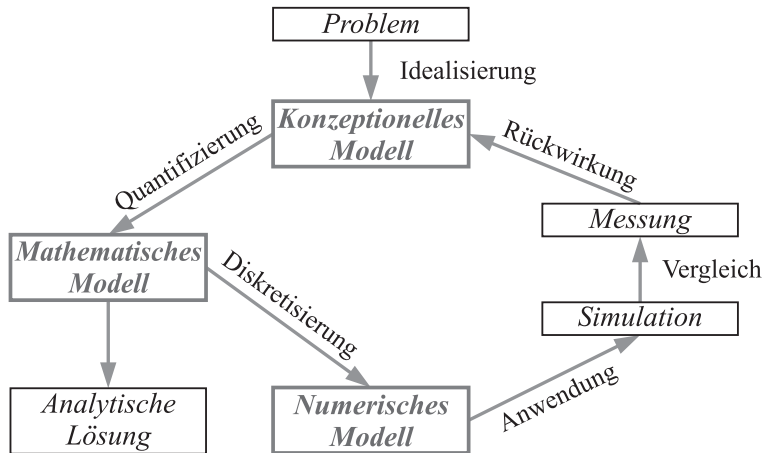 Problem
Idealisierung
Konzeptionelles
Modell
Quantifizierung
Rückwirkung
Mathematisches
Modell
Messung
Diskretisierung
Vergleich
Simulation
Analytische
Lösung
Numerisches
Modell
Anwendung